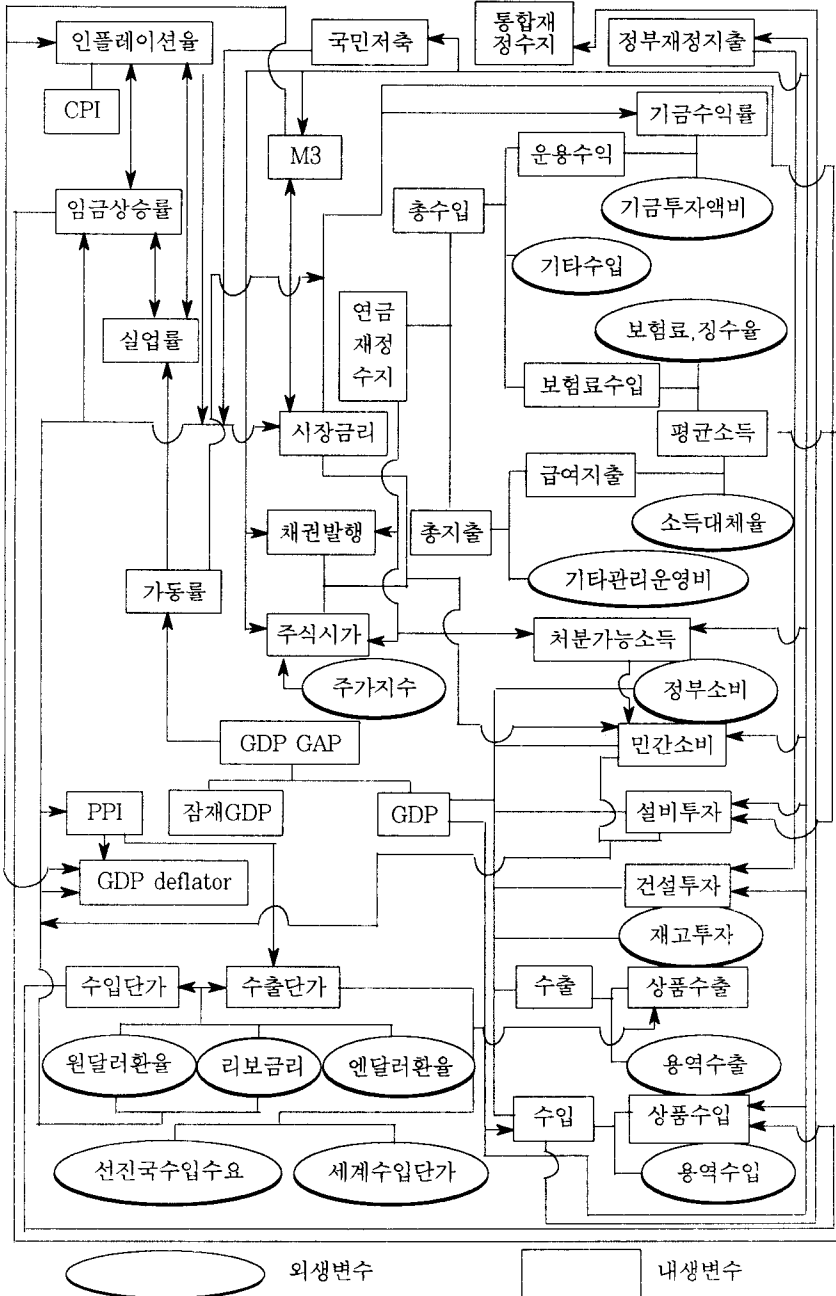 인플레이션율
국민저축
통합재
정수지
정부재정지출
CPI
기금수익률
M3
운용수익
임금상승률
총수입
기금투자액비
기타수입
연금
재정
수지
보험료,징수율
실업률
보험료수입
시장금리
평균소득
급여지출
채권발행
총지출
소득대체율
가동률
기타관리운영비
주식시가
처분가능소득
주가지수
정부소비
GDP GAP
민간소비
PPI
잠재GDP
GDP
설비투자
GDP deflator
건설투자
재고투자
수입단가
수출단가
수출
상품수출
원달러환율
리보금리
엔달러환율
용역수출
수입
상품수입
선진국수입수요
세계수입단가
용역수입
외생변수
내생변수